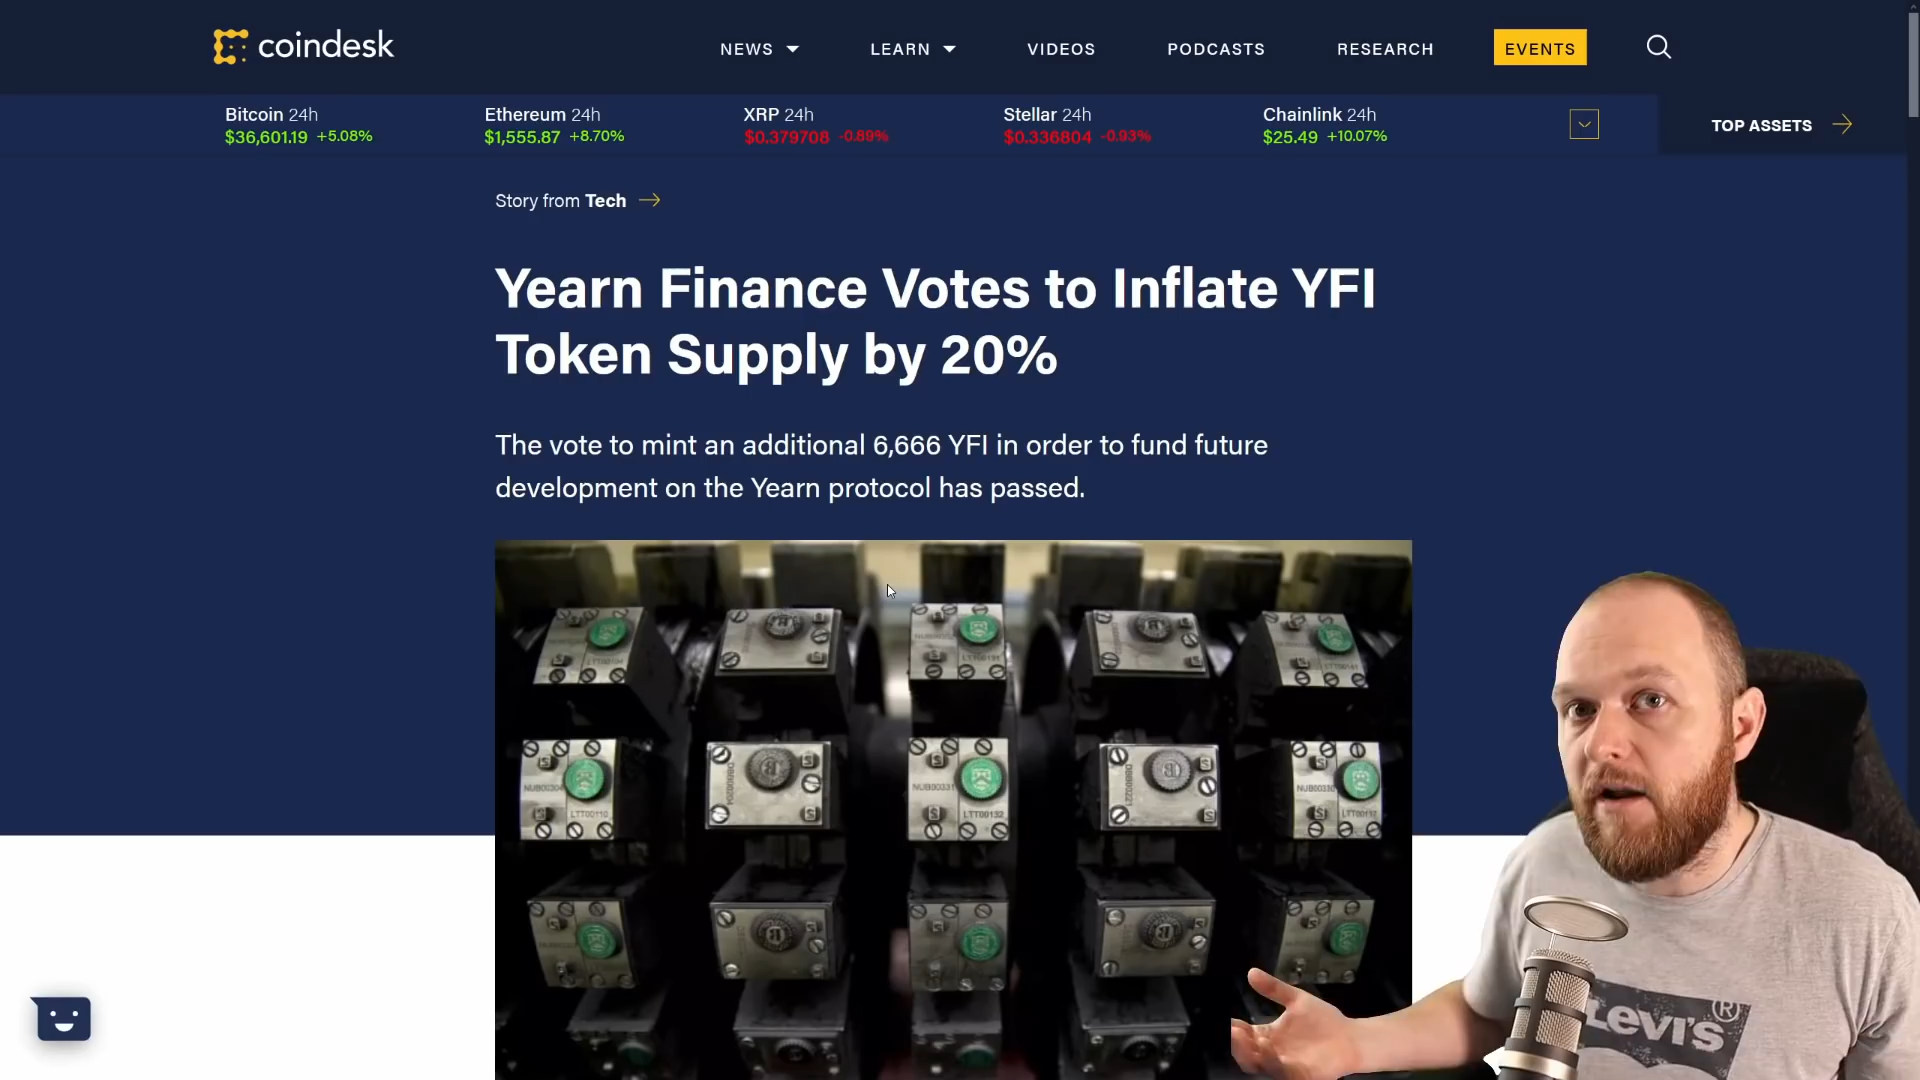 coindesk
NEWS
LEARN
VIDEOS
PODCASTS
RESEARCH
EVENTS
Bitcoin 24h
$36,601.19 +5.08%
Ethereum 24h
$1,555.87 +8.70%
XRP 24h
$0.379708 -0.89%
Stellar 24h
$0.336804 -0.93%
Chainlink 24h
$25.49 +10.07%
TOP ASSETS
Story from Tech
Yearn Finance Votes to Inflate YFI
Token Supply by 20%
The vote to mint an additional 6,666 YFI in order to fund future
development on the Yearn protocol has passed.
NUB00304
LTT00110
NUB00331
LTT00132
Levi's®